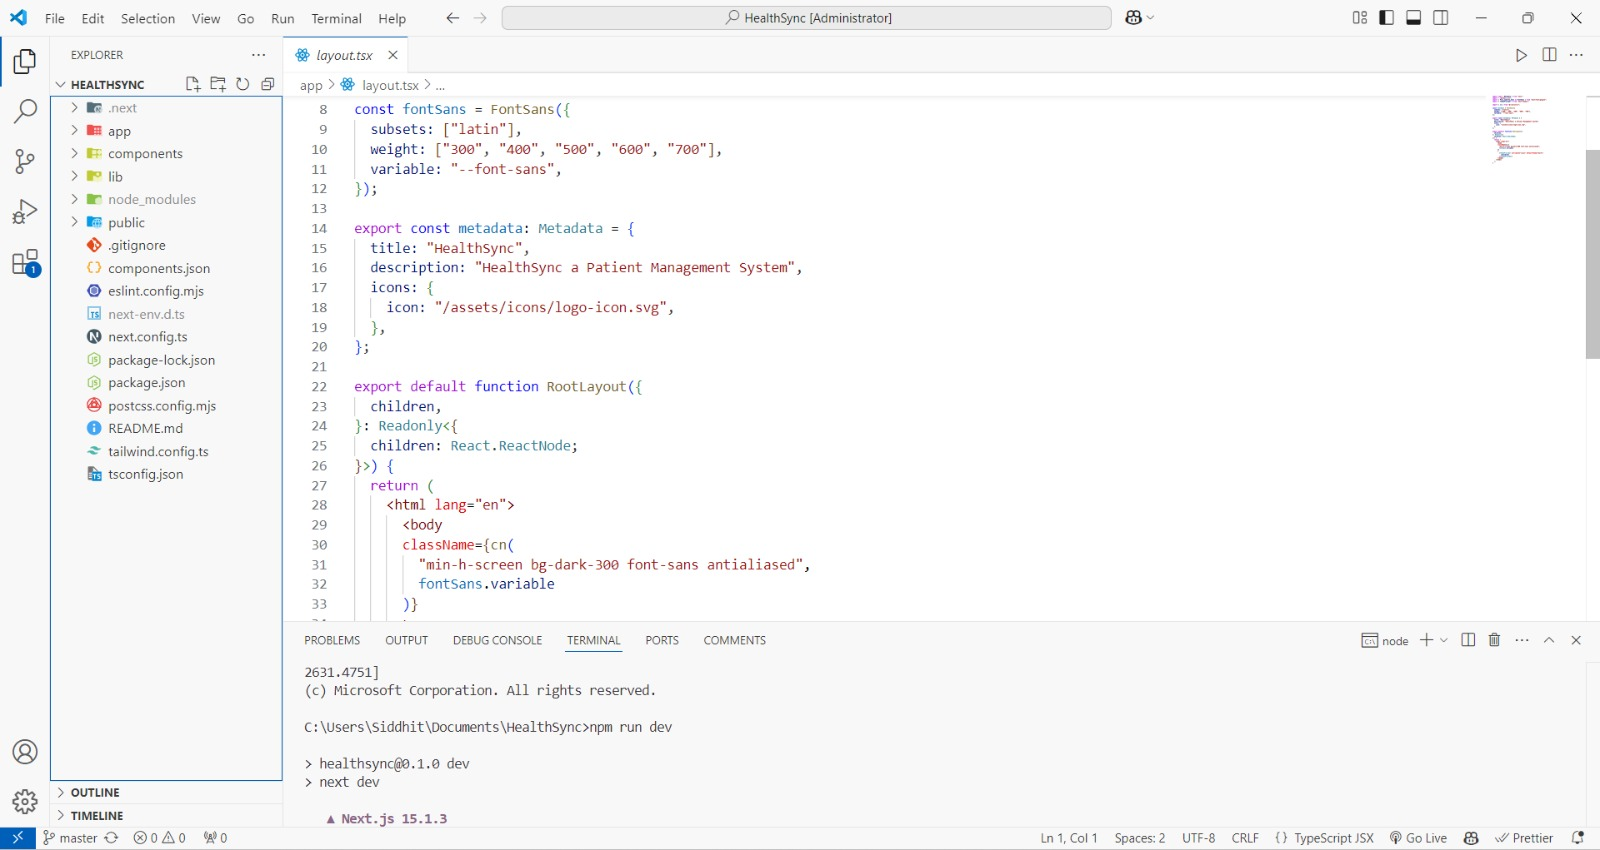 File Edit Selection View Go Run Terminal Help
HealthSync [Administrator]
EXPLORER
HEALTHSYNC
.next
app
components
lib
node_modules
public
.gitignore
components.json
eslint.config.mjs
next-env.d.ts
next.config.ts
package-lock.json
package.json
postcss.config.mjs
README.md
tailwind.config.ts
tsconfig.json
OUTLINE
TIMELINE
1
layout.tsx
app > layout.tsx > ...
8 const fontSans = FontSans({
9 subsets: ["latin"],
10 weight: ["300", "400", "500", "600", "700"],
11 variable: "--font-sans",
12 });
13
14 export const metadata: Metadata = {
15 title: "HealthSync",
16 description: "HealthSync a Patient Management System",
17 icons: {
18 icon: "/assets/icons/logo-icon.svg",
19 },
20 };
21
22 export default function RootLayout({
23 children,
24 }: Readonly<{
25 children: React.ReactNode;
26 }>) {
27 return (
28 <html lang="en">
29 <body
30 className={cn(
31 "min-h-screen bg-dark-300 font-sans antialiased",
32 fontSans.variable
33 )}
PROBLEMS OUTPUT DEBUG CONSOLE TERMINAL PORTS COMMENTS
node
2631.4751]
(c) Microsoft Corporation. All rights reserved.
C:\Users\Siddhit\Documents\HealthSync>npm run dev
> healthsync@0.1.0 dev
> next dev
▲ Next.js 15.1.3
master 0 0 0
Ln 1, Col 1 Spaces: 2 UTF-8 CRLF {} TypeScript JSX Go Live Prettier